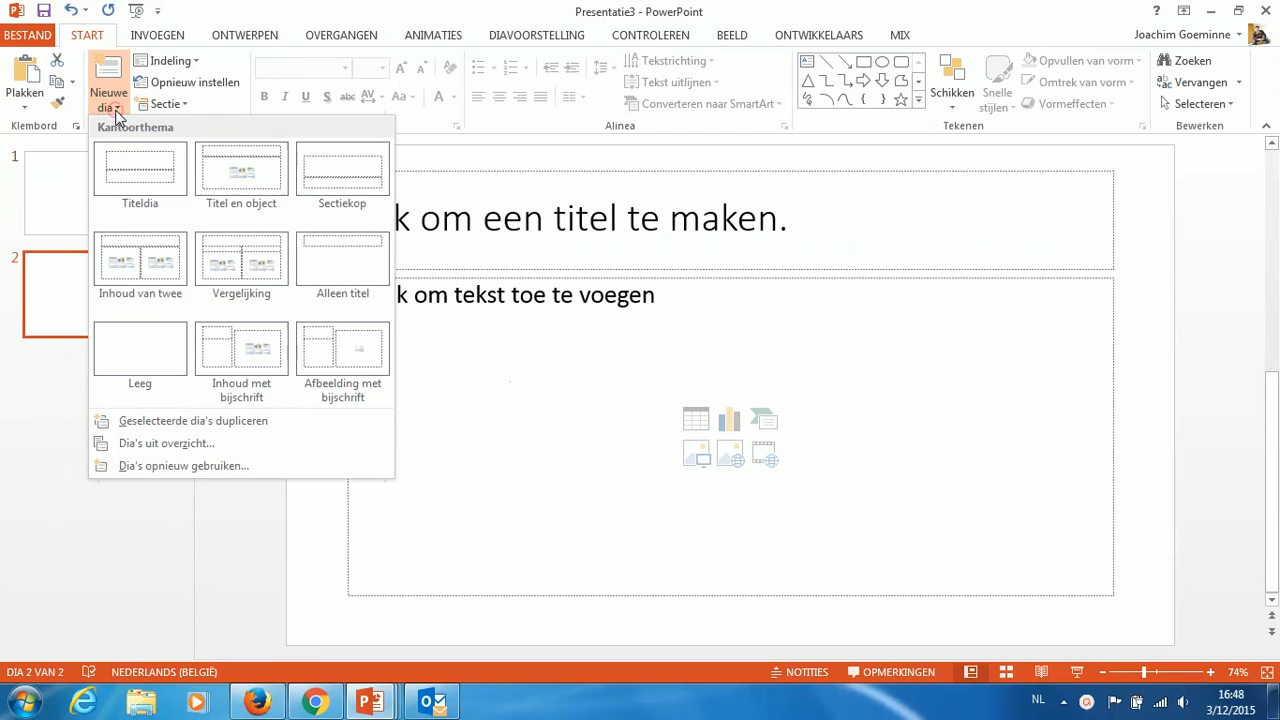 Presentatie3 - PowerPoint
BESTAND START INVOEGEN ONTWERPEN OVERGANGEN ANIMATIES DIAVOORSTELLING CONTROLEREN BEELD ONTWIKKELAARS MIX
Joachim Goeminne
Plakken
Klembord
Nieuwe
dia
Indeling
Opnieuw instellen
Sectie
B I U S abc AV Aa A
Tekstrichting
Tekst uitlijnen
Converteren naar SmartArt
Alinea
Schikken
Snelle
stijlen
Opvullen van vorm
Omtrek van vorm
Vormeffecten
Tekenen
Zoeken
Vervangen
Selecteren
Bewerken
Kantoorthema
Titeldia
Titel en object
Sectiekop
Inhoud van twee
Vergelijking
Alleen titel
Leeg
Inhoud met
bijschrift
Afbeelding met
bijschrift
Geselecteerde dia's dupliceren
Dia's uit overzicht...
Dia's opnieuw gebruiken...
1
2
k om een titel te maken.
k om tekst toe te voegen
DIA 2 VAN 2
NEDERLANDS (BELGIË)
NOTITIES
OPMERKINGEN
74%
NL
16:48
3/12/2015